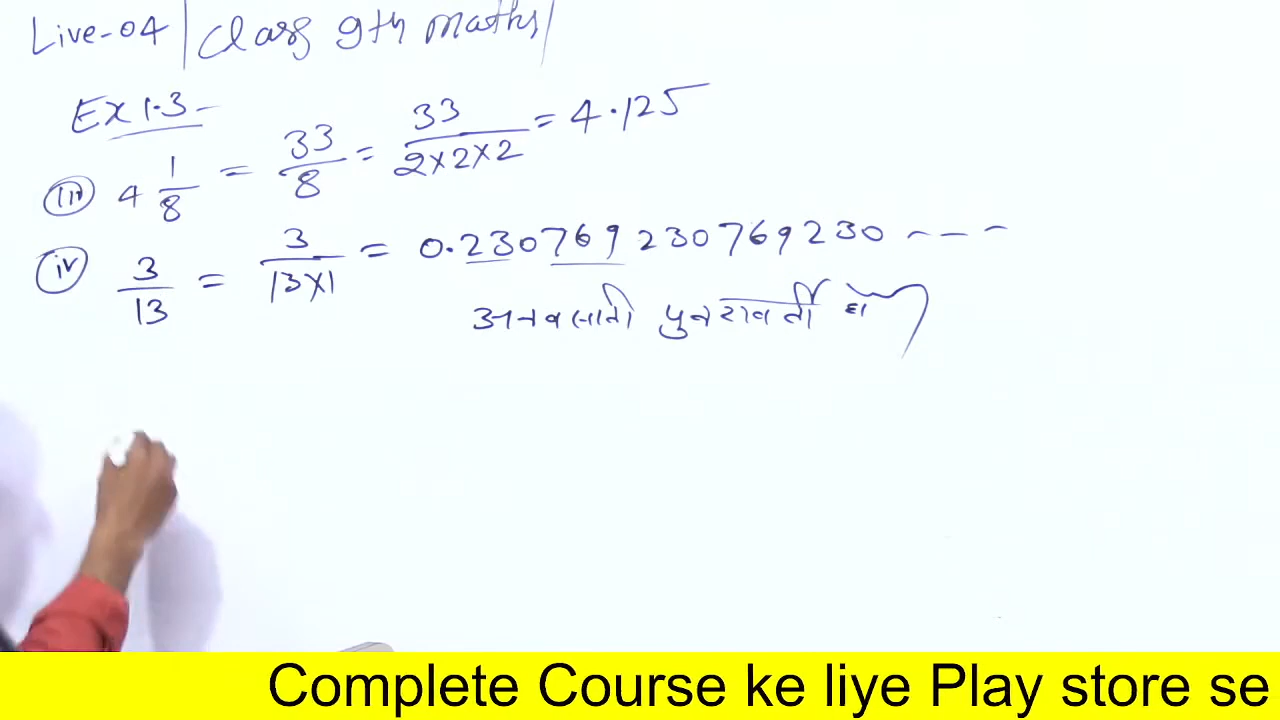 Live-04 | Class 9th maths |
Ex 1.3 -
(iii) 4 1/8 = 33/8 = 33/(2×2×2) = 4.125
(iv) 3/13 = 3/(13×1) = 0.230769230769230 ---
अनवसानी पुनरावर्ती
Complete Course ke liye Play store se